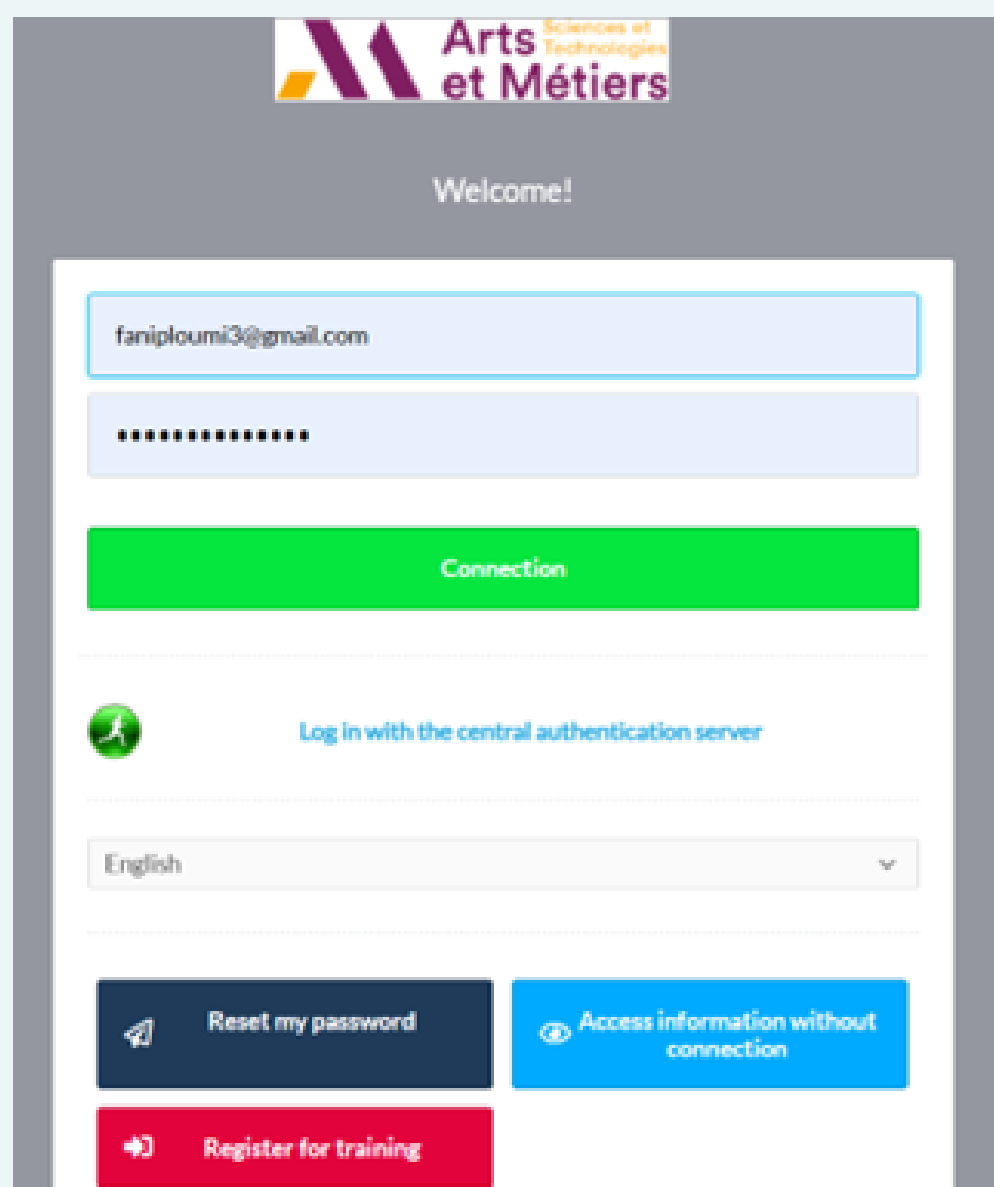 Arts Sciences et
Technologies
et Métiers
Welcome!
faniploumi3@gmail.com
••••••••••••••
Connection
Log in with the central authentication server
English
Reset my password
Access information without
connection
Register for training